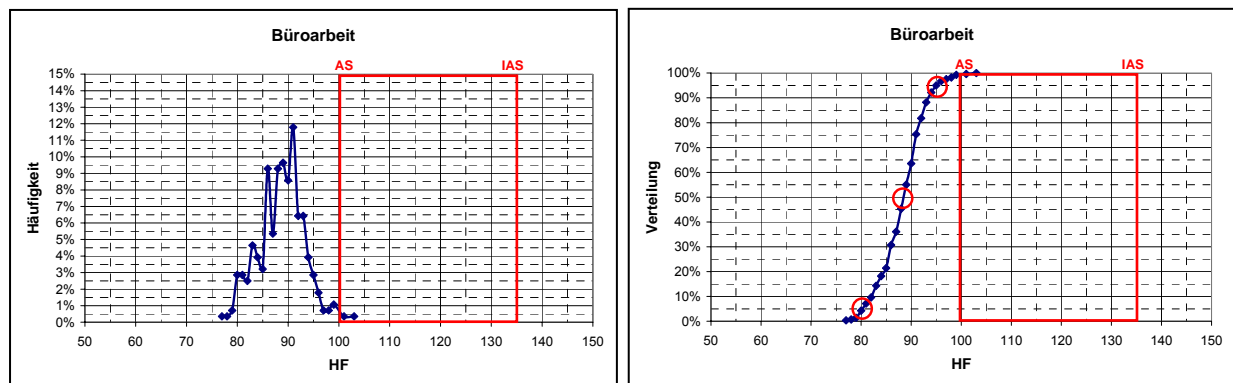 Büroarbeit
AS IAS
15%
14%
13%
12%
11%
10%
9%
8%
7%
6%
5%
4%
3%
2%
1%
0%
Häufigkeit
50 60 70 80 90 100 110 120 130 140 150
HF
Büroarbeit
AS IAS
100%
90%
80%
70%
60%
50%
40%
30%
20%
10%
0%
Verteilung
50 60 70 80 90 100 110 120 130 140 150
HF